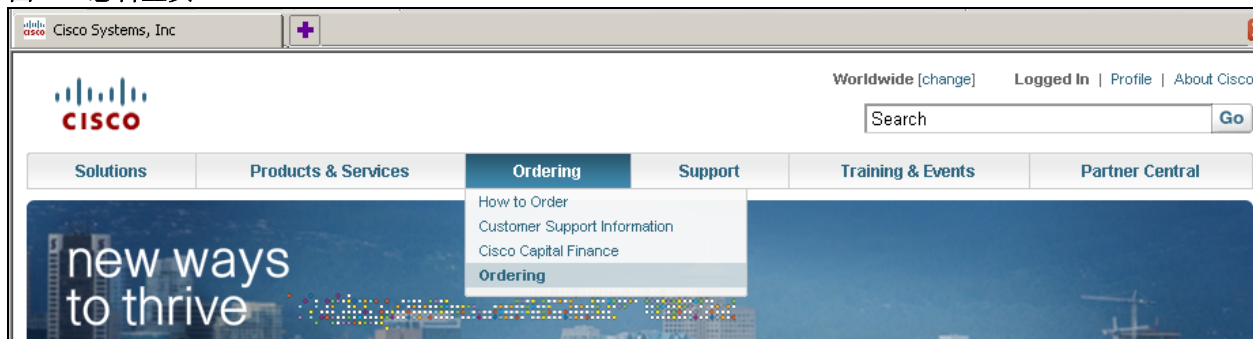 Cisco Systems, Inc
Worldwide [change] Logged In | Profile | About Cisco
CISCO
Search Go
Solutions Products & Services Ordering Support Training & Events Partner Central
How to Order
Customer Support Information
Cisco Capital Finance
Ordering
new ways
to thrive